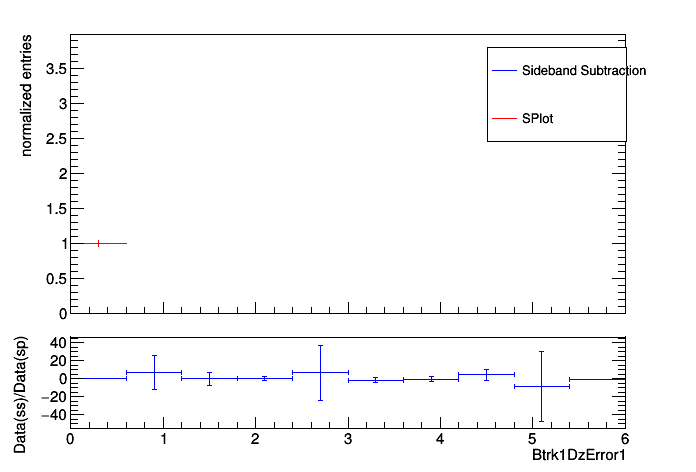 normalized entries
3.5
3
2.5
2
1.5
1
0.5
0
Sideband Subtraction
SPlot
Data(ss)/Data(sp)
40
20
0
−20
−40
0 1 2 3 4 5 6
Btrk1DzError1